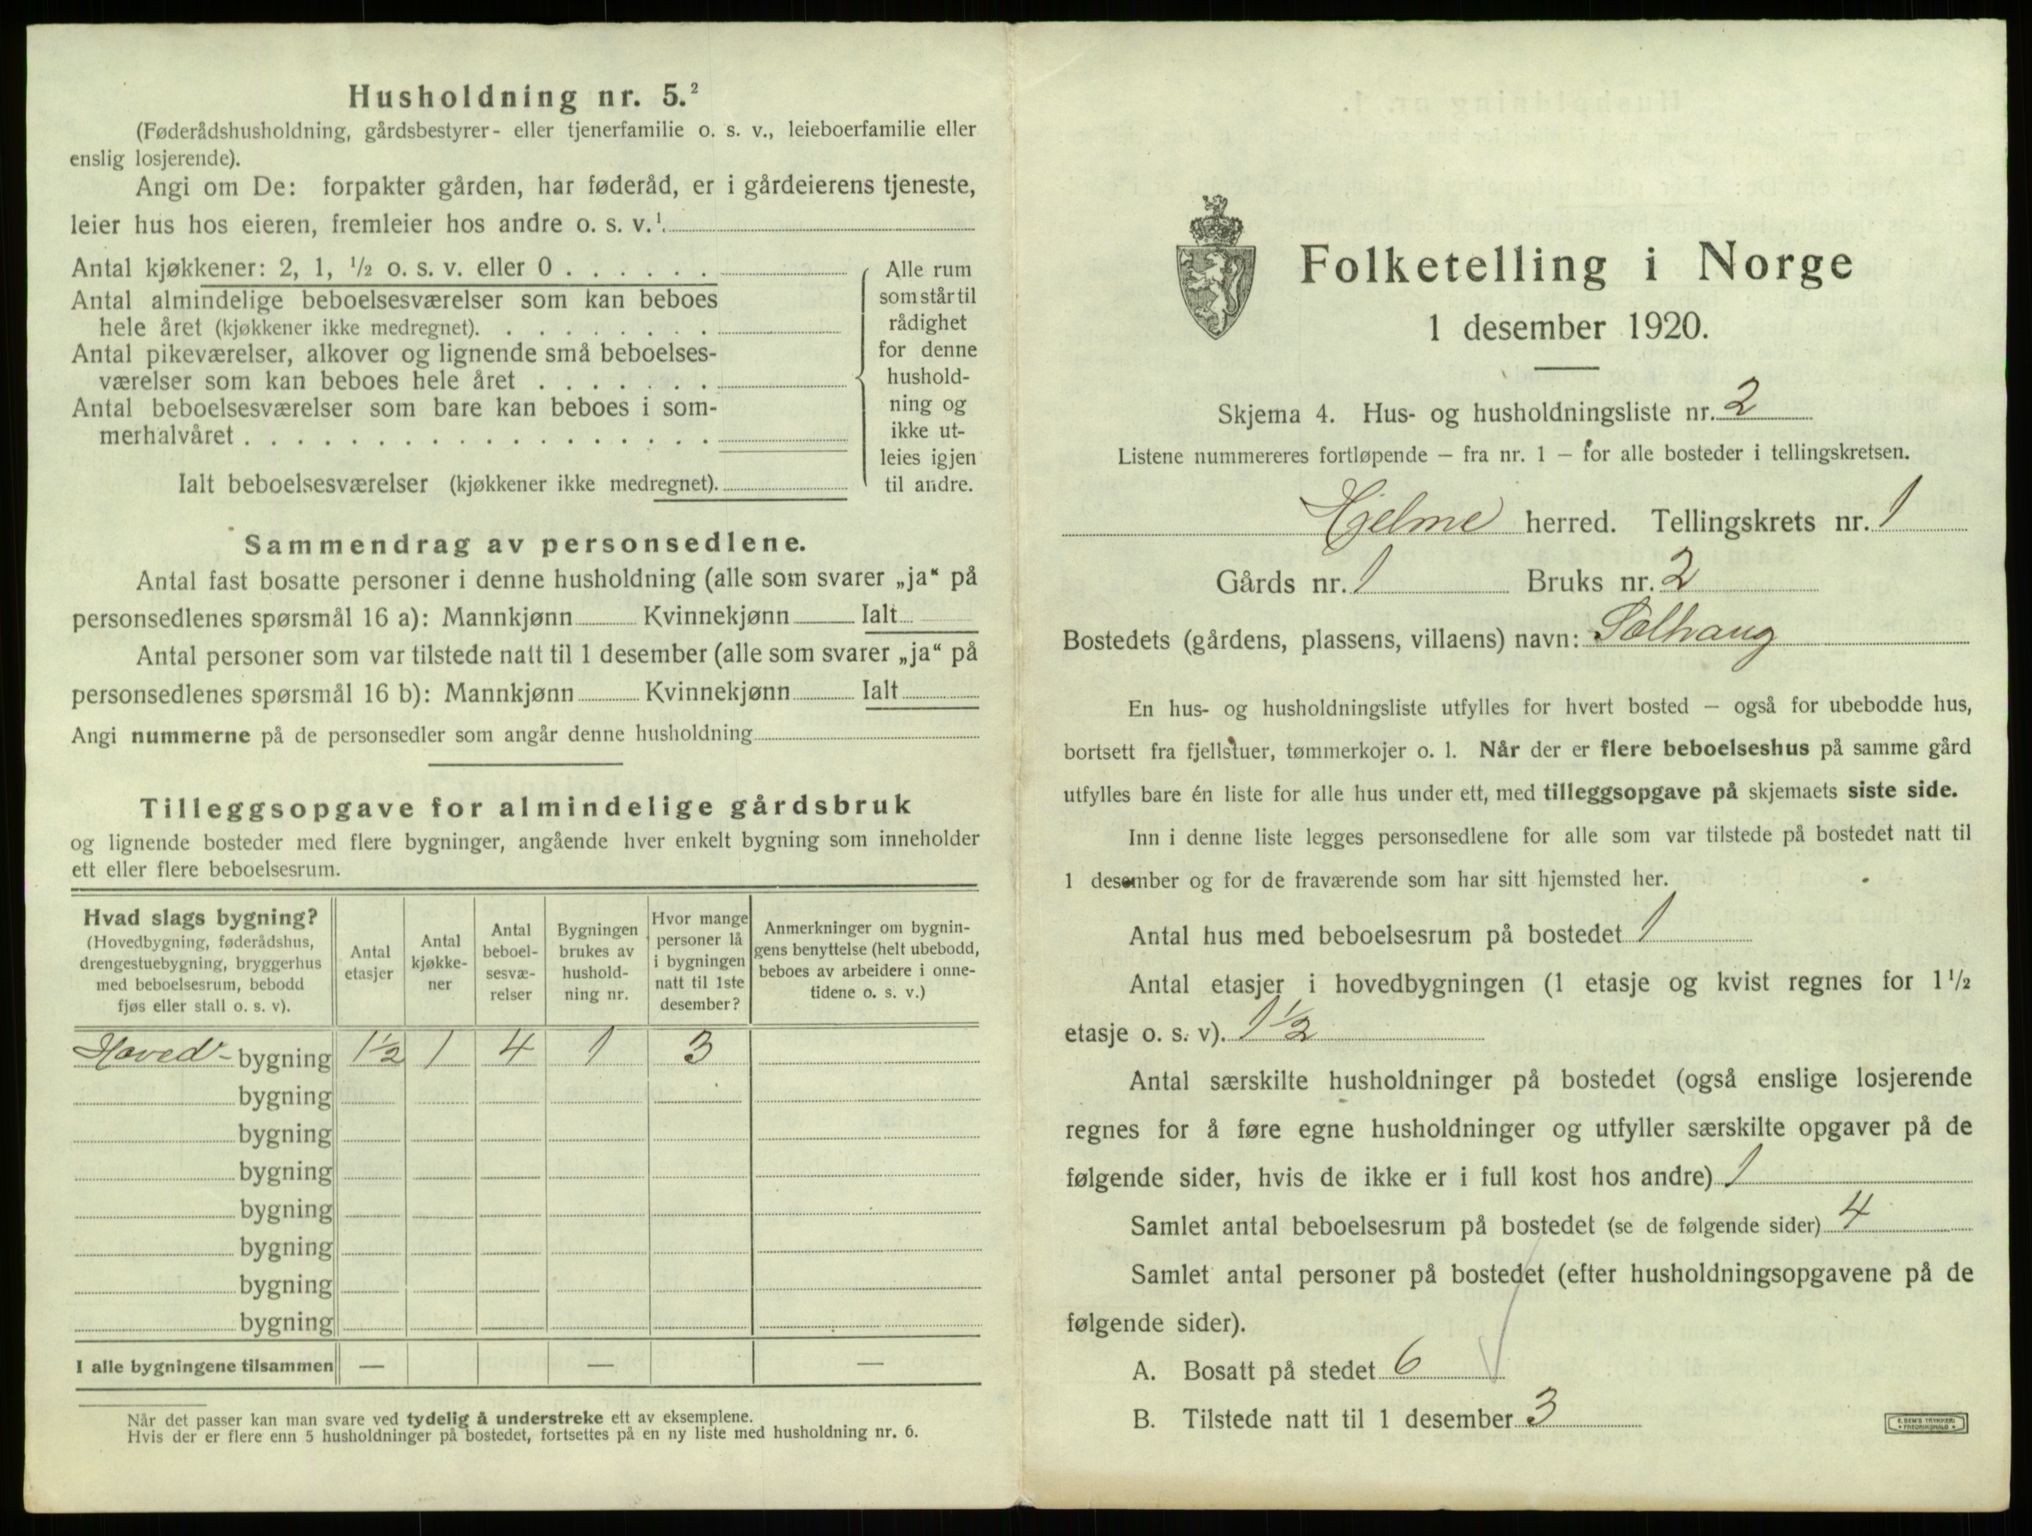 Husholdning nr. 5.²
(Føderådshusholdning, gårdsbestyrer- eller tjenerfamilie o. s. v., leieboerfamilie eller
enslig losjerende).
Angi om De: forpakter gården, har føderåd, er i gårdeierens tjeneste,
leier hus hos eieren, fremleier hos andre o. s. v.¹.
Antal kjøkkener: 2, 1, ½ o. s. v. eller 0 . . . . . .
Antal almindelige beboelsesværelser som kan beboes
hele året (kjøkkener ikke medregnet). . . . . . . . .
Antal pikeværelser, alkover og lignende små beboelses-
værelser som kan beboes hele året . . . . . . .
Antal beboelsesværelser som bare kan beboes i som-
merhalvåret . . . . . . . . . . . . . . . . . .
Ialt beboelsesværelser (kjøkkener ikke medregnet).
Alle rum
som står til
rådighet
for denne
hushold-
ning og
ikke ut-
leies igjen
til andre.
Sammendrag av personsedlene.
Antal fast bosatte personer i denne husholdning (alle som svarer „ja“ på
personsedlenes spørsmål 16 a): Mannkjønn Kvinnekjønn Ialt
Antal personer som var tilstede natt til 1 desember (alle som svarer „ja“ på
personsedlenes spørsmål 16 b): Mannkjønn Kvinnekjønn Ialt
Angi nummerne på de personsedler som angår denne husholdning
Tilleggsopgave for almindelige gårdsbruk
og lignende bosteder med flere bygninger, angående hver enkelt bygning som inneholder
ett eller flere beboelsesrum.
Hvad slags bygning?
(Hovedbygning, føderådshus,
drengestuebygning, bryggerhus
med beboelsesrum, bebodd
fjøs eller stall o. s. v).
Antal
etasjer
Antal
kjøkke-
ner
Antal
beboel-
sesvæ-
relser
Bygningen
brukes av
hushold-
ning nr.
Hvor mange
personer lå
i bygningen
natt til 1ste
desember?
Anmerkninger om bygnin-
gens benyttelse (helt ubebodd,
beboes av arbeidere i onne-
tidene o. s. v.)
Hoved- bygning 1½ 1 4 1 3
bygning
bygning
bygning
bygning
bygning
bygning
bygning
I alle bygningene tilsammen — — —
Når det passer kan man svare ved tydelig å understreke ett av eksemplene.
Hvis der er flere enn 5 husholdninger på bostedet, fortsettes på en ny liste med husholdning nr. 6.
Folketelling i Norge
1 desember 1920.
Skjema 4. Hus- og husholdningsliste nr. 2
Listene nummereres fortløpende – fra nr. 1 – for alle bosteder i tellingskretsen.
Hjelme herred. Tellingskrets nr. 1
Gårds nr. 1 Bruks nr. 2
Bostedets (gårdens, plassens, villaens) navn: Solhaug
En hus- og husholdningsliste utfylles for hvert bosted – også for ubebodde hus,
bortsett fra fjellstuer, tømmerkojer o. l. Når der er flere beboelseshus på samme gård
utfylles bare én liste for alle hus under ett, med tilleggsopgave på skjemaets siste side.
Inn i denne liste legges personsedlene for alle som var tilstede på bostedet natt til
1 desember og for de fraværende som har sitt hjemsted her.
Antal hus med beboelsesrum på bostedet 1
Antal etasjer i hovedbygningen (1 etasje og kvist regnes for 1½
etasje o. s. v). 1½
Antal særskilte husholdninger på bostedet (også enslige losjerende
regnes for å føre egne husholdninger og utfyller særskilte opgaver på de
følgende sider, hvis de ikke er i full kost hos andre) 1
Samlet antal beboelsesrum på bostedet (se de følgende sider) 4
Samlet antal personer på bostedet (efter husholdningsopgavene på de
følgende sider).
A. Bosatt på stedet 6
B. Tilstede natt til 1 desember 3
E. SEM'S TRYKKERI
FREDRIKSHALD